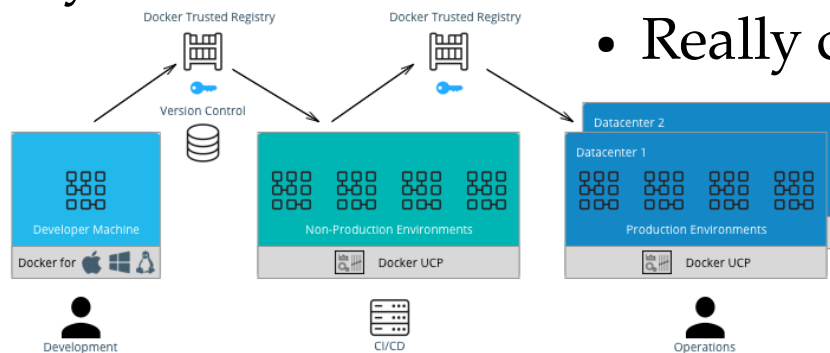 Docker Trusted Registry
Docker Trusted Registry
• Really
Version Control
Datacenter 2
Datacenter 1
Developer Machine
Non-Production Environments
Production Environments
Docker for
Docker UCP
Docker UCP
Development
CI/CD
Operations